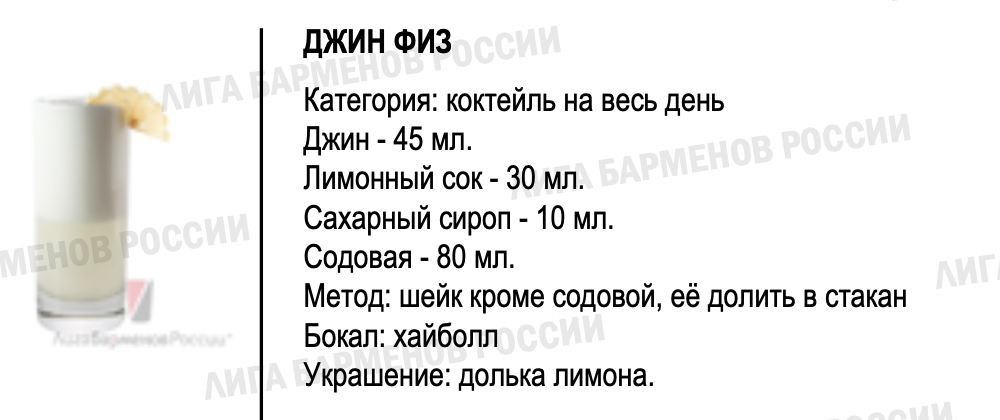 ДЖИН ФИЗ
Категория: коктейль на весь день
Джин - 45 мл.
Лимонный сок - 30 мл.
Сахарный сироп - 10 мл.
Содовая - 80 мл.
Метод: шейк кроме содовой, её долить в стакан
Бокал: хайболл
Украшение: долька лимона.
ЛИГА БАРМЕНОВ РОССИИ
ЛИГА БАРМЕНОВ РОССИИ
МЕНОВ РОССИИ
ЛИГ
ЛИГА БАРМЕНОВ РОССИИ
ЛигаБарменовРоссии